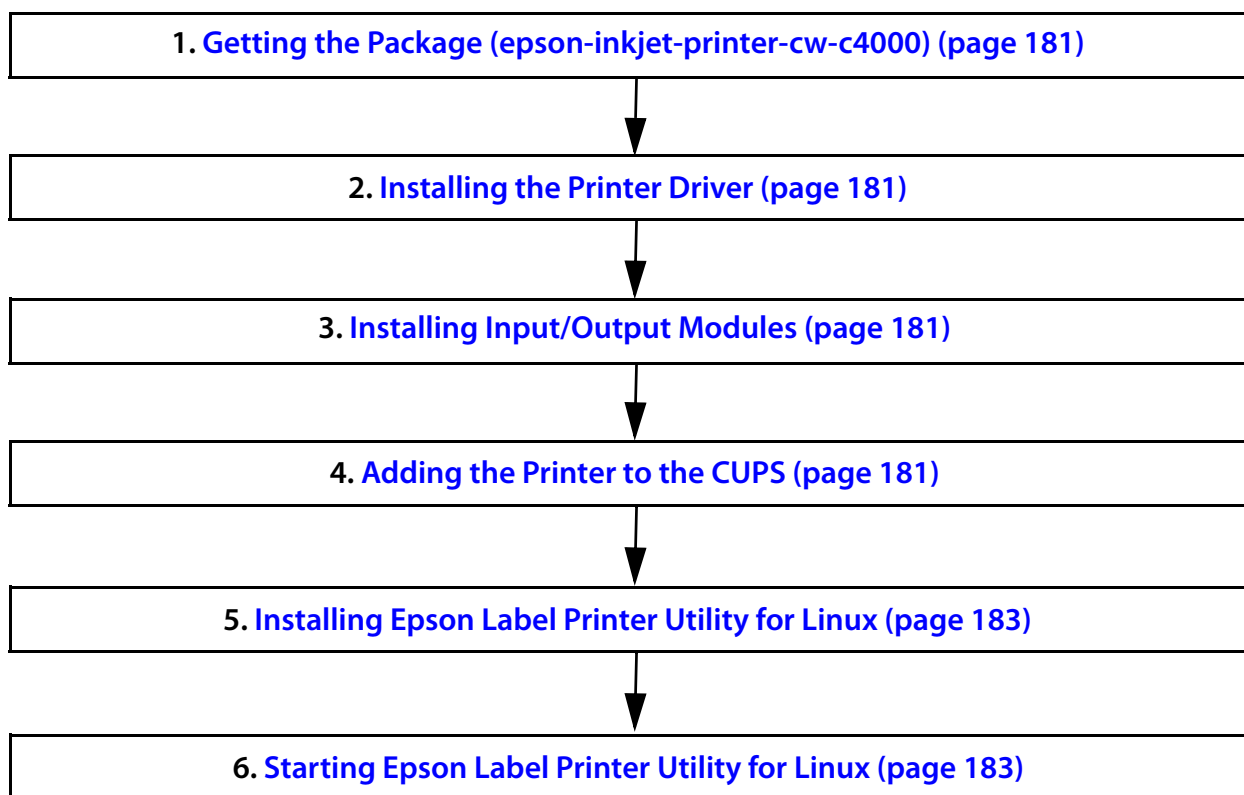 1. Getting the Package (epson-inkjet-printer-cw-c4000) (page 181)
2. Installing the Printer Driver (page 181)
3. Installing Input/Output Modules (page 181)
4. Adding the Printer to the CUPS (page 181)
5. Installing Epson Label Printer Utility for Linux (page 183)
6. Starting Epson Label Printer Utility for Linux (page 183)